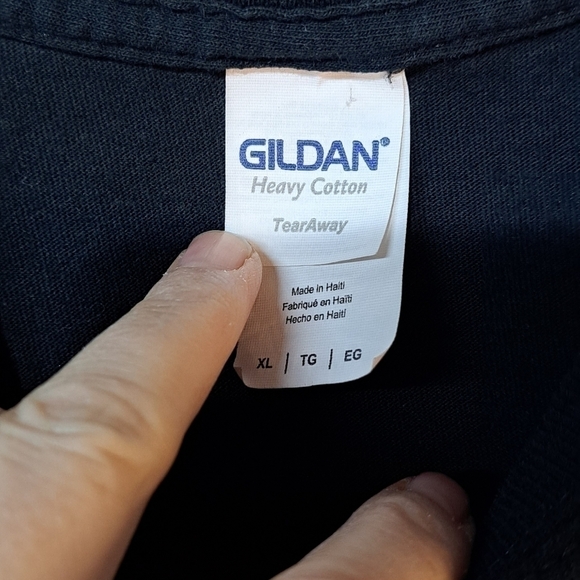 GILDAN®
Heavy Cotton
TearAway
Made in Haiti
Fabriqué en Haïti
Hecho en Haití
XL | TG | EG